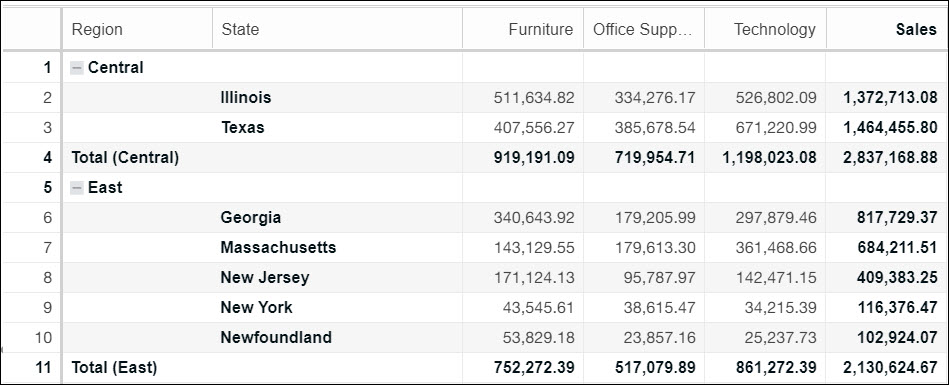 Region State Furniture Office Supp... Technology Sales
1 Central
2 Illinois 511,634.82 334,276.17 526,802.09 1,372,713.08
3 Texas 407,556.27 385,678.54 671,220.99 1,464,455.80
4 Total (Central) 919,191.09 719,954.71 1,198,023.08 2,837,168.88
5 East
6 Georgia 340,643.92 179,205.99 297,879.46 817,729.37
7 Massachusetts 143,129.55 179,613.30 361,468.66 684,211.51
8 New Jersey 171,124.13 95,787.97 142,471.15 409,383.25
9 New York 43,545.61 38,615.47 34,215.39 116,376.47
10 Newfoundland 53,829.18 23,857.16 25,237.73 102,924.07
11 Total (East) 752,272.39 517,079.89 861,272.39 2,130,624.67